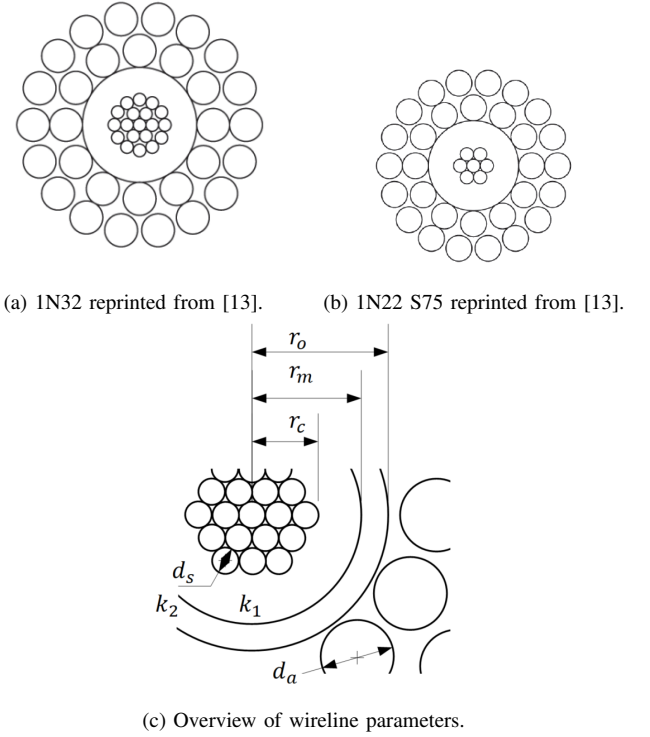 (a) 1N32 reprinted from [13].
(b) 1N22 S75 reprinted from [13].
r_o
r_m
r_c
d_s
k_2
k_1
d_a
(c) Overview of wireline parameters.